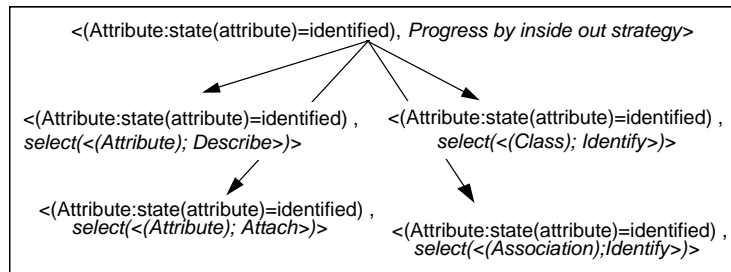 <(Attribute:state(attribute)=identified), Progress by inside out strategy>
<(Attribute:state(attribute)=identified) ,
select(<(Attribute); Describe>)>
<(Attribute:state(attribute)=identified) ,
select(<(Class); Identify>)>
<(Attribute:state(attribute)=identified) ,
select(<(Attribute); Attach>)>
<(Attribute:state(attribute)=identified) ,
select(<(Association);Identify>)>